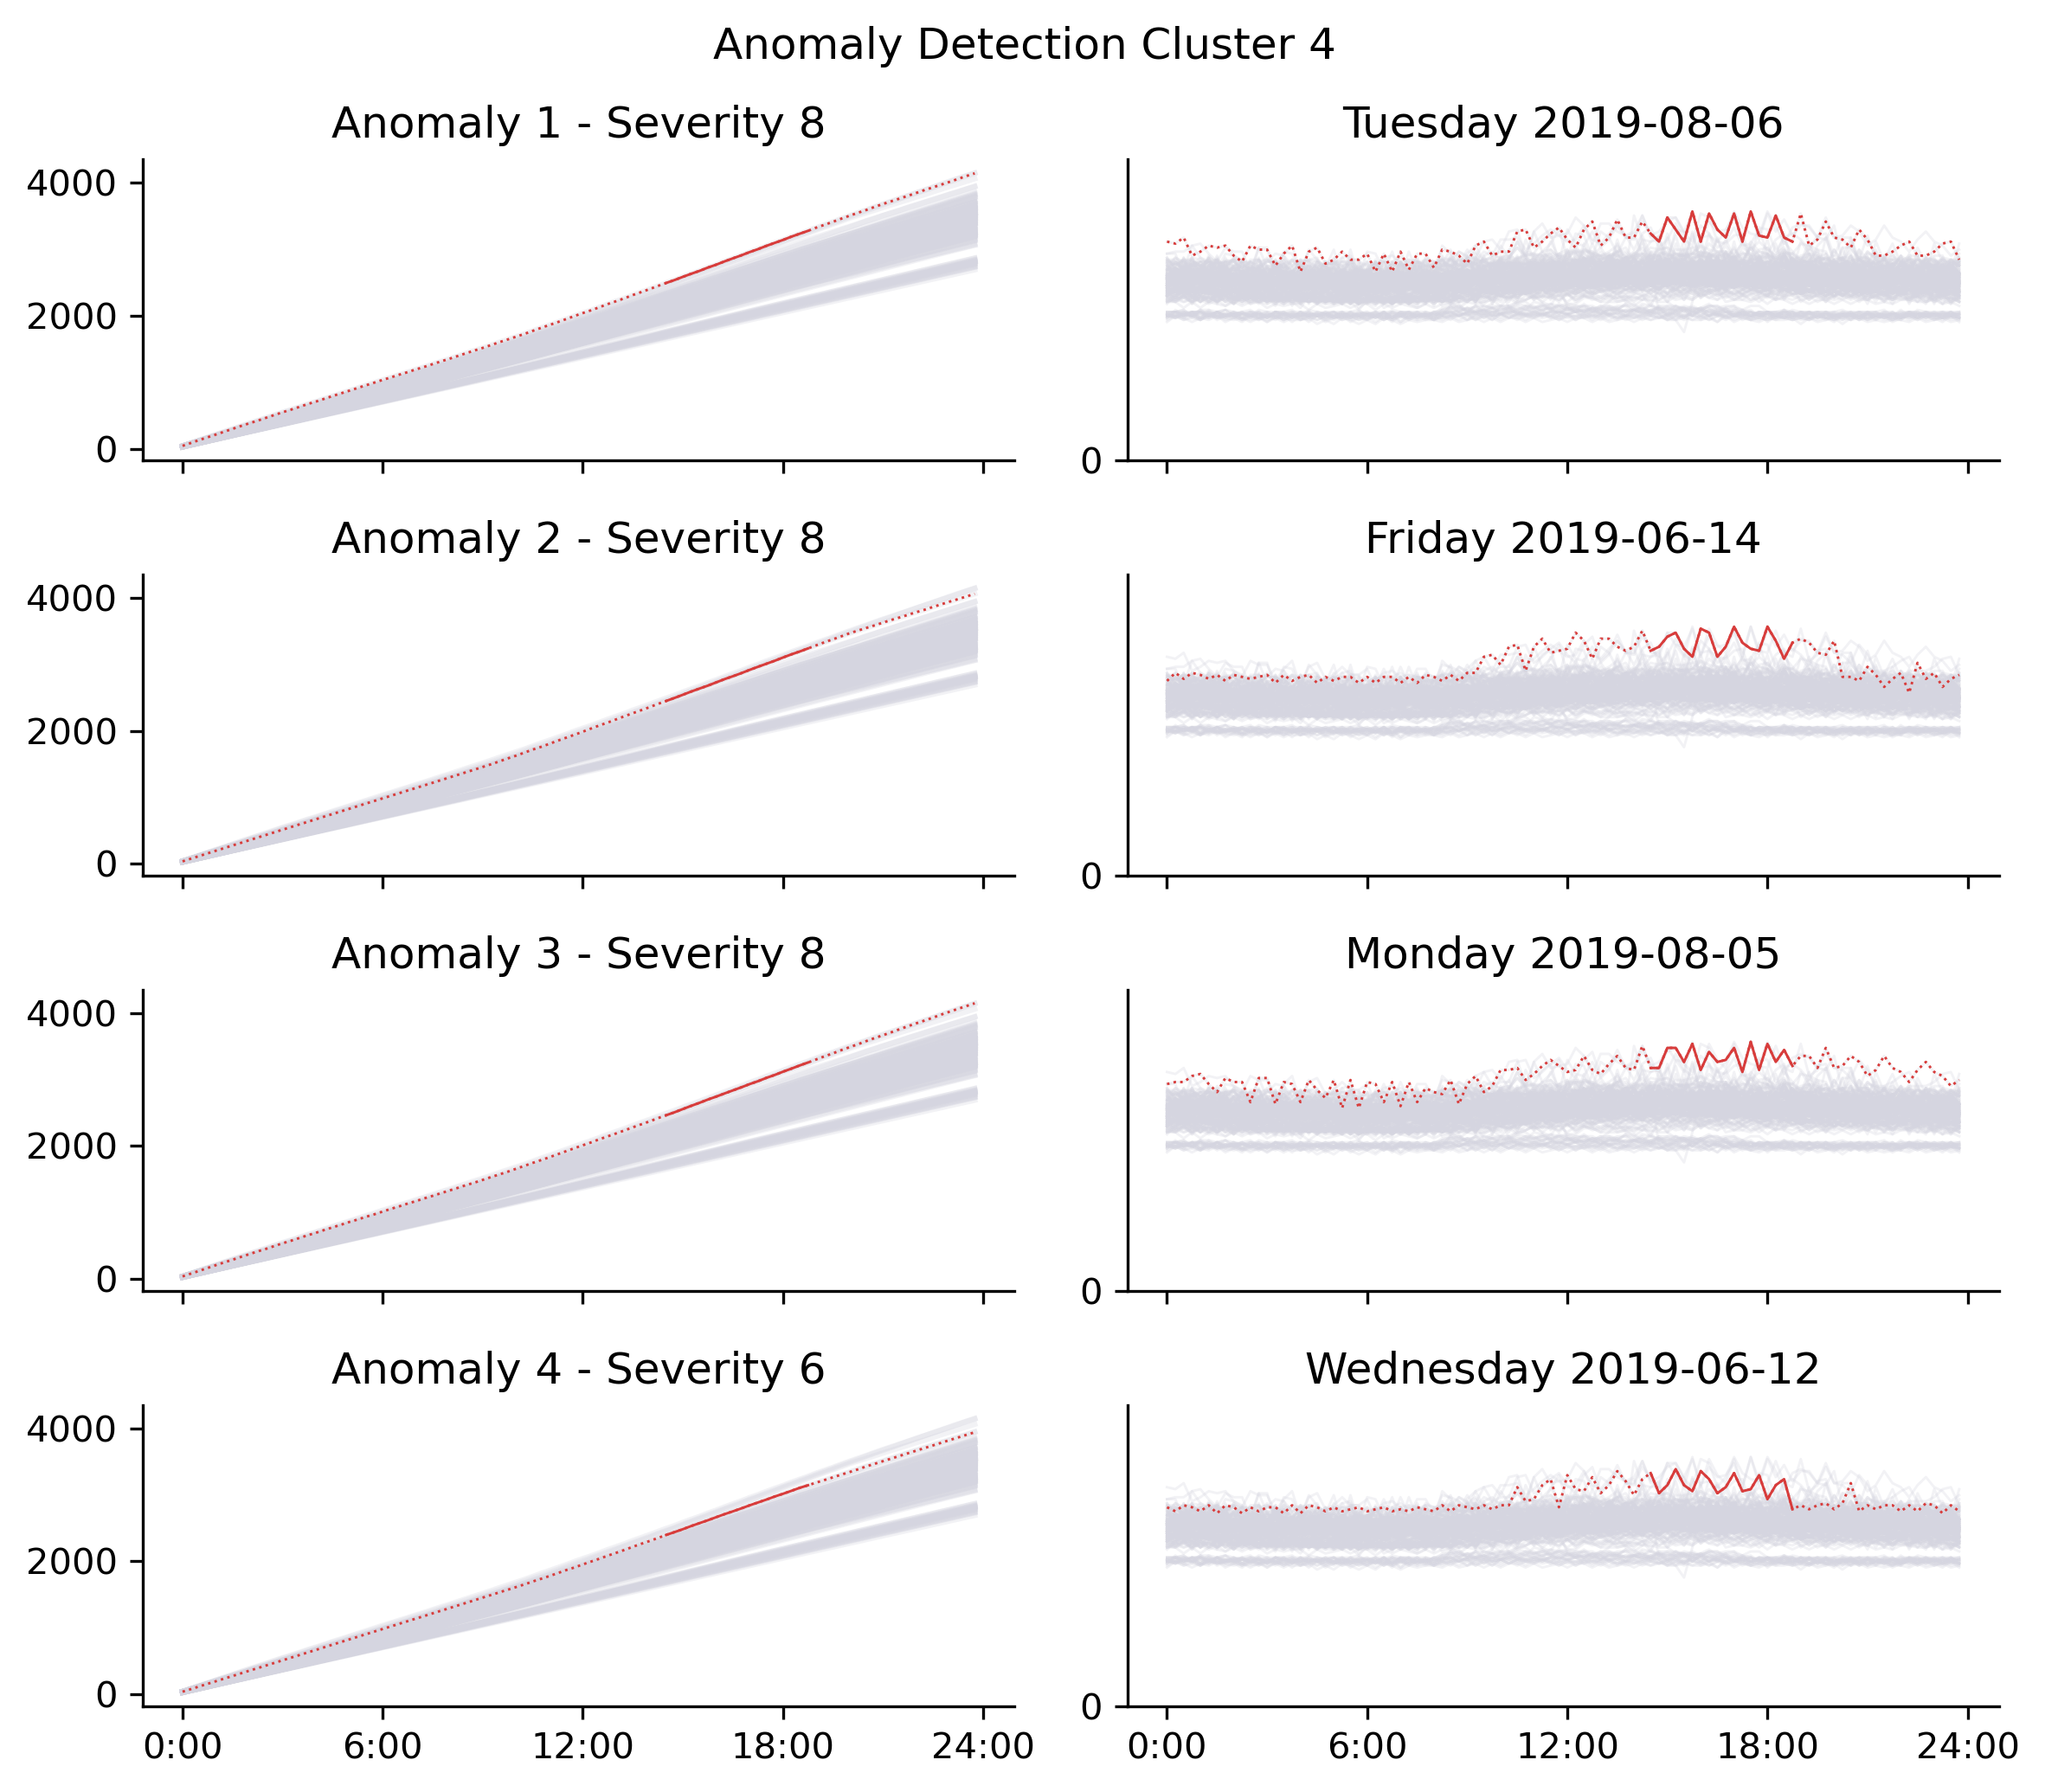 Anomaly Detection Cluster 4
Anomaly 1 - Severity 8
Tuesday 2019-08-06
4000
2000
0
0
Anomaly 2 - Severity 8
Friday 2019-06-14
4000
2000
0
0
Anomaly 3 - Severity 8
Monday 2019-08-05
4000
2000
0
0
Anomaly 4 - Severity 6
Wednesday 2019-06-12
4000
2000
0
0
0:00 6:00 12:00 18:00 24:00
0:00 6:00 12:00 18:00 24:00